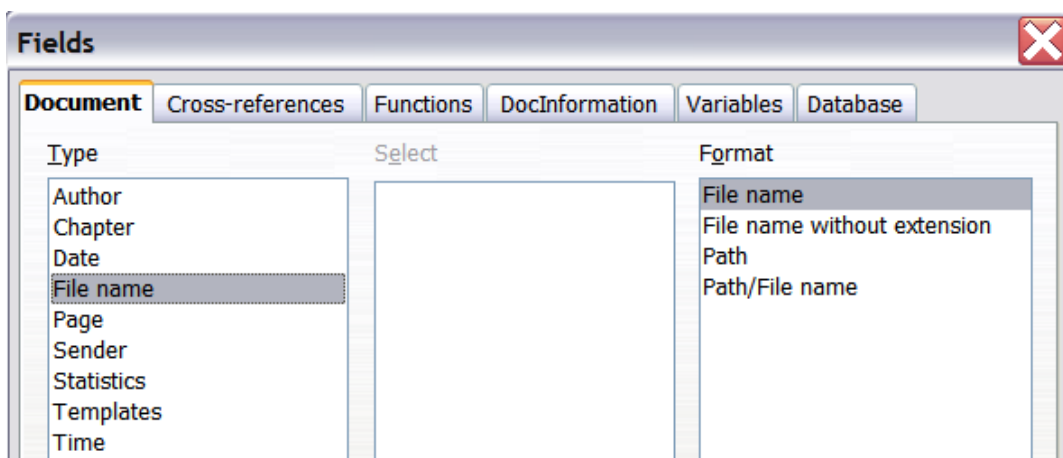 Fields
Document Cross-references Functions DocInformation Variables Database
Type Select Format
Author
Chapter
Date
File name
Page
Sender
Statistics
Templates
Time
File name
File name without extension
Path
Path/File name